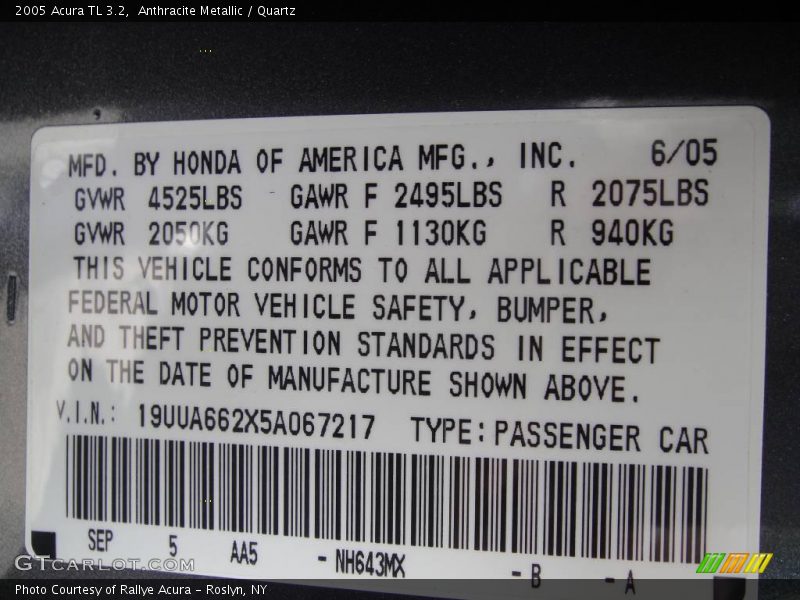 2005 Acura TL 3.2,  Anthracite Metallic / Quartz
MFD. BY HONDA OF AMERICA MFG., INC. 6/05
GVWR 4525LBS GAWR F 2495LBS R 2075LBS
GVWR 2050KG GAWR F 1130KG R 940KG
THIS VEHICLE CONFORMS TO ALL APPLICABLE
FEDERAL MOTOR VEHICLE SAFETY, BUMPER,
AND THEFT PREVENTION STANDARDS IN EFFECT
ON THE DATE OF MANUFACTURE SHOWN ABOVE.
V.I.N.: 19UUA662X5A067217 TYPE:PASSENGER CAR
SEP 5 AA5 -NH643MX -B -A
GTCarLot.com
Photo Courtesy of Rallye Acura - Roslyn, NY